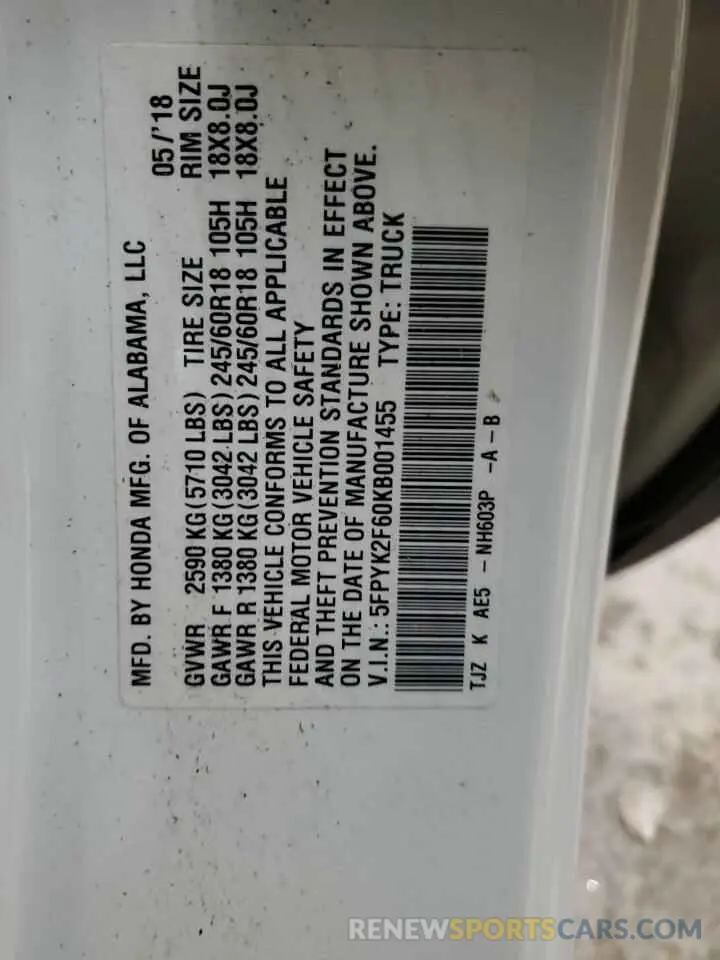 MFD. BY HONDA MFG. OF ALABAMA, LLC 05/'18
GVWR 2590 KG(5710 LBS) TIRE SIZE RIM SIZE
GAWR F 1380 KG(3042 LBS) 245/60R18 105H 18X8.0J
GAWR R 1380 KG(3042 LBS) 245/60R18 105H 18X8.0J
THIS VEHICLE CONFORMS TO ALL APPLICABLE
FEDERAL MOTOR VEHICLE SAFETY
AND THEFT PREVENTION STANDARDS IN EFFECT
ON THE DATE OF MANUFACTURE SHOWN ABOVE.
V.I.N.: 5FPYK2F60KB001455 TYPE: TRUCK
TJZ K AE5 - NH603P -A-B
RENEWSPORTSCARS.COM